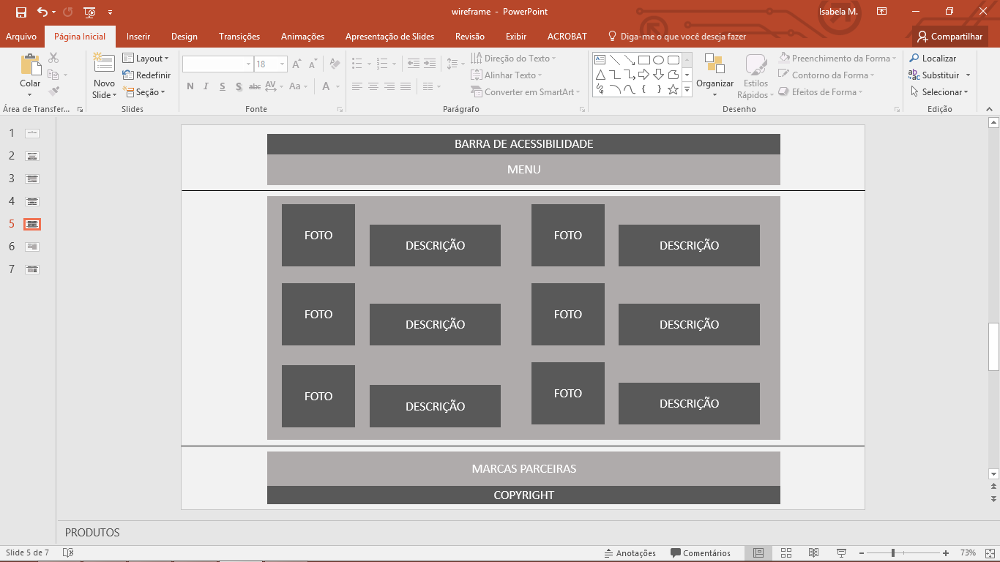 wireframe - PowerPoint
Isabela M.
Arquivo
Página Inicial
Inserir
Design
Transições
Animações
Apresentação de Slides
Revisão
Exibir
ACROBAT
Diga-me o que você deseja fazer
Compartilhar
Colar
Área de Transfer...
Novo
Slide
Layout
Redefinir
Seção
Slides
18
N I S S abc AV Aa A
Fonte
Direção do Texto
Alinhar Texto
Converter em SmartArt
Parágrafo
Organizar
Estilos
Rápidos
Preenchimento da Forma
Contorno da Forma
Efeitos de Forma
Desenho
Localizar
Substituir
Selecionar
Edição
1
2
3
4
5
6
7
BARRA DE ACESSIBILIDADE
MENU
FOTO
DESCRIÇÃO
FOTO
DESCRIÇÃO
FOTO
DESCRIÇÃO
FOTO
DESCRIÇÃO
FOTO
DESCRIÇÃO
FOTO
DESCRIÇÃO
MARCAS PARCEIRAS
COPYRIGHT
PRODUTOS
Slide 5 de 7
Anotações
Comentários
73%